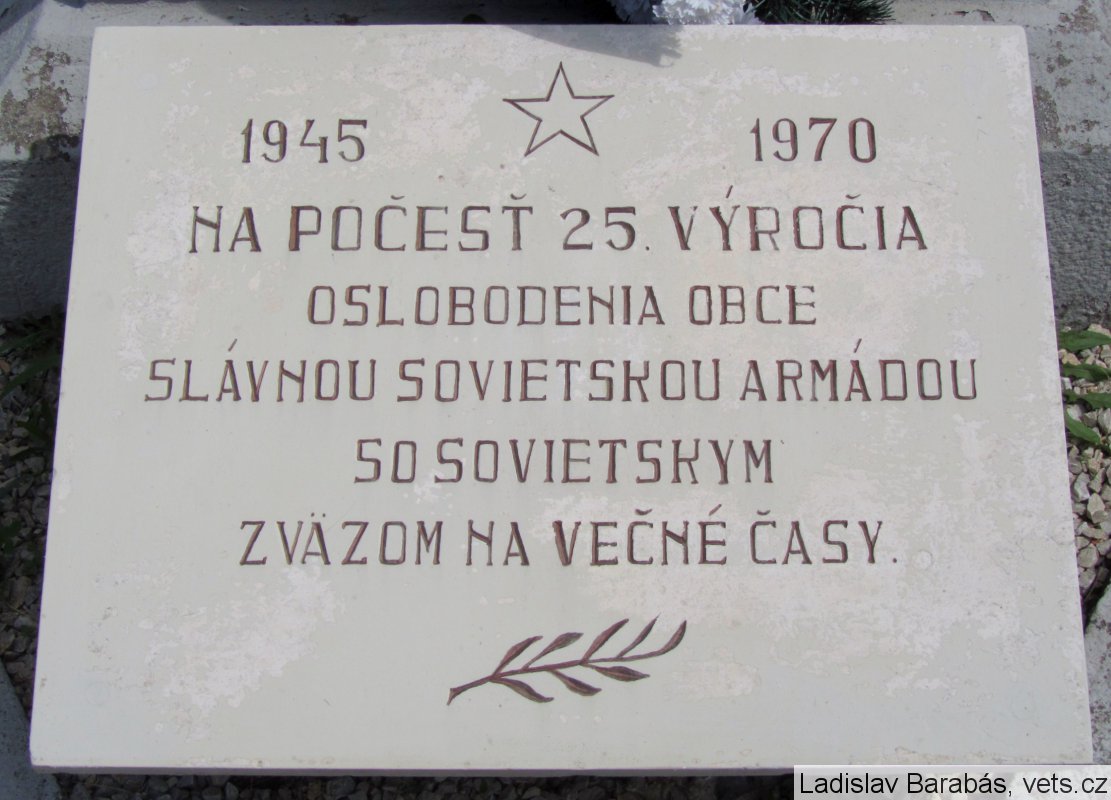 1945 1970
NA POČESŤ 25. VÝROČIA
OSLOBODENIA OBCE
SLÁVNOU SOVIETSKOU ARMÁDOU
SO SOVIETSKYM
ZVÄZOM NA VEČNÉ ČASY.
Ladislav Barabás, vets.cz